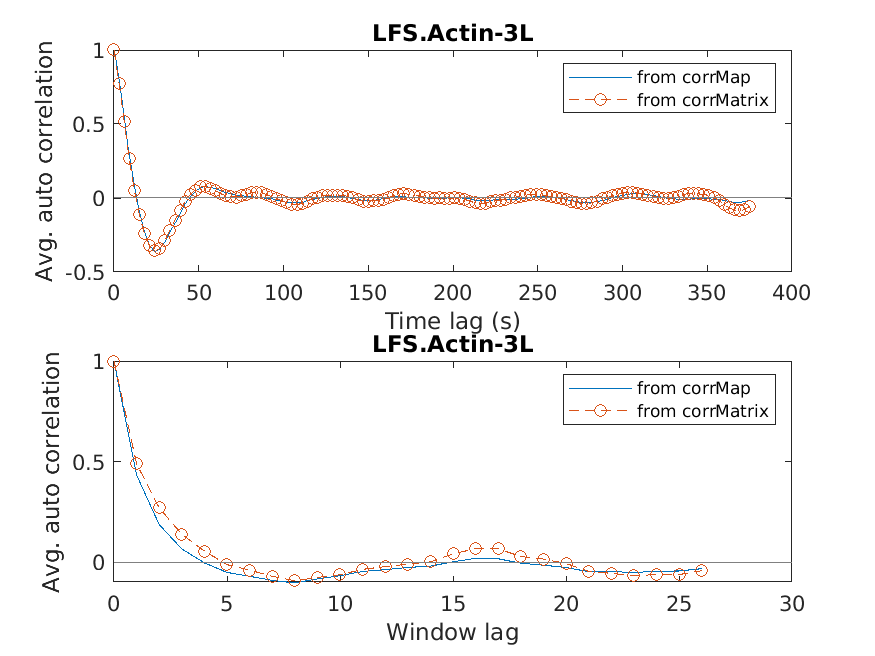 LFS.Actin-3L
Avg. auto correlation
1
0.5
0
-0.5
from corrMap
from corrMatrix
0 50 100 150 200 250 300 350 400
Time lag (s)
LFS.Actin-3L
Avg. auto correlation
1
0.5
0
from corrMap
from corrMatrix
0 5 10 15 20 25 30
Window lag